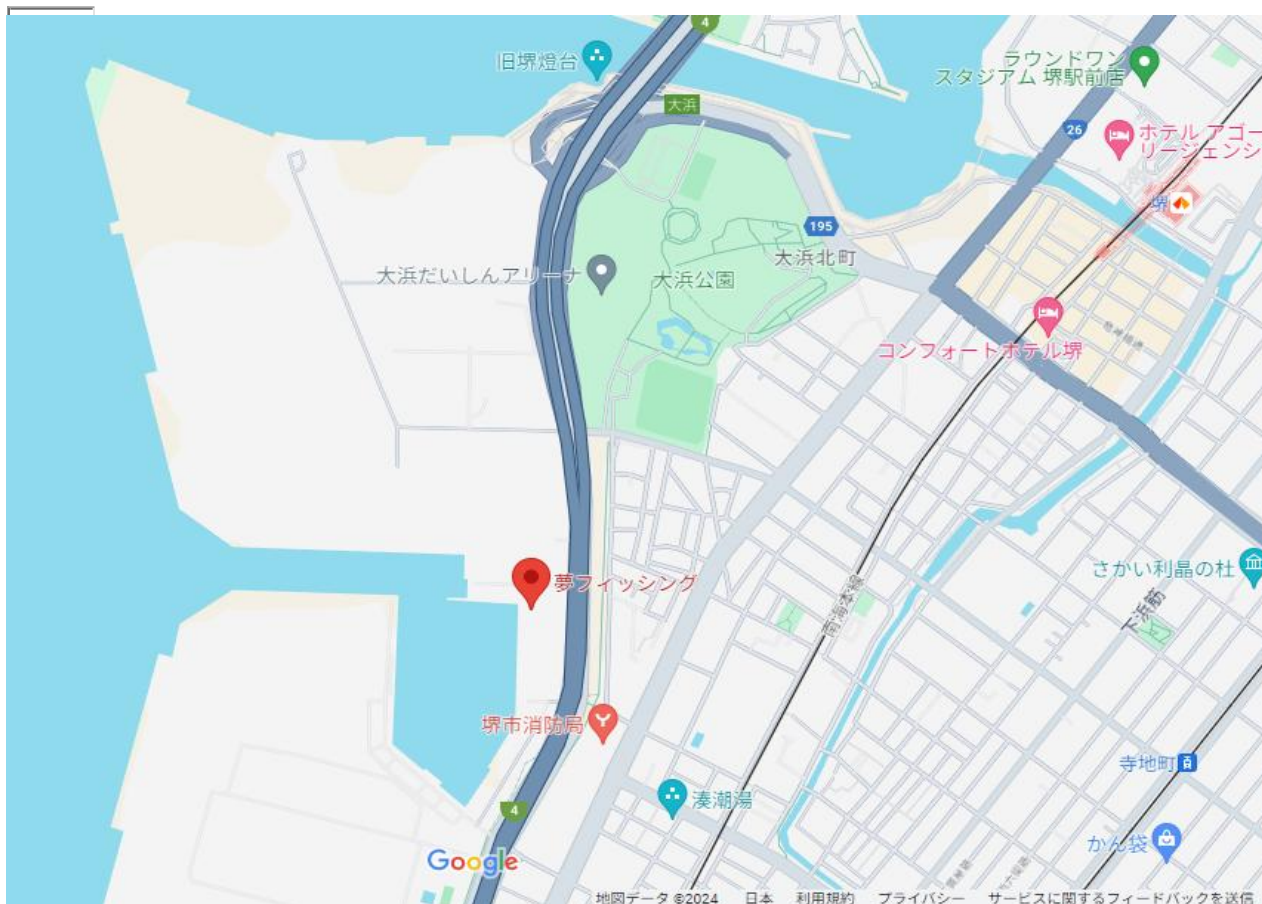 4
旧堺燈台
ラウンドワン
スタジアム 堺駅前店
大浜
26
ホテル アゴー
リージェンシ
堺
195
大浜北町
大浜だいしんアリーナ
大浜公園
コンフォートホテル堺
夢フィッシング
さかい利晶の杜
下浜筋
堺市消防局
寺地町
湊潮湯
4
かん袋
Google
地図データ ©2024 日本 利用規約 プライバシー サービスに関するフィードバックを送信